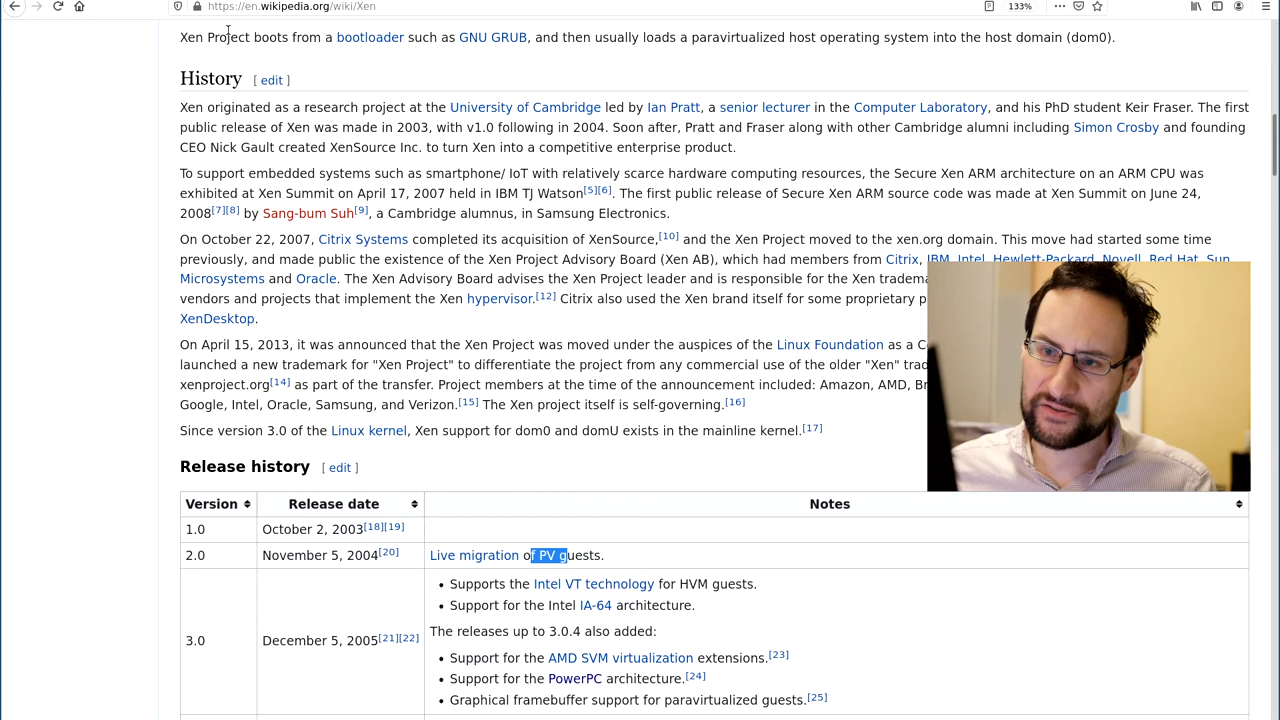 https://en.wikipedia.org/wiki/Xen
133%
Xen Project boots from a bootloader such as GNU GRUB, and then usually loads a paravirtualized host operating system into the host domain (dom0).
History [ edit ]
Xen originated as a research project at the University of Cambridge led by Ian Pratt, a senior lecturer in the Computer Laboratory, and his PhD student Keir Fraser. The first
public release of Xen was made in 2003, with v1.0 following in 2004. Soon after, Pratt and Fraser along with other Cambridge alumni including Simon Crosby and founding
CEO Nick Gault created XenSource Inc. to turn Xen into a competitive enterprise product.
To support embedded systems such as smartphone/ IoT with relatively scarce hardware computing resources, the Secure Xen ARM architecture on an ARM CPU was
exhibited at Xen Summit on April 17, 2007 held in IBM TJ Watson[5][6]. The first public release of Secure Xen ARM source code was made at Xen Summit on June 24,
2008[7][8] by Sang-bum Suh[9], a Cambridge alumnus, in Samsung Electronics.
On October 22, 2007, Citrix Systems completed its acquisition of XenSource,[10] and the Xen Project moved to the xen.org domain. This move had started some time
previously, and made public the existence of the Xen Project Advisory Board (Xen AB), which had members from Citrix, IBM, Intel, Hewlett-Packard, Novell, Red Hat, Sun
Microsystems and Oracle. The Xen Advisory Board advises the Xen Project leader and is responsible for the Xen tradema
vendors and projects that implement the Xen hypervisor.[12] Citrix also used the Xen brand itself for some proprietary p
XenDesktop.
On April 15, 2013, it was announced that the Xen Project was moved under the auspices of the Linux Foundation as a C
launched a new trademark for "Xen Project" to differentiate the project from any commercial use of the older "Xen" trad
xenproject.org[14] as part of the transfer. Project members at the time of the announcement included: Amazon, AMD, Br
Google, Intel, Oracle, Samsung, and Verizon.[15] The Xen project itself is self-governing.[16]
Since version 3.0 of the Linux kernel, Xen support for dom0 and domU exists in the mainline kernel.[17]
Release history [ edit ]
Version Release date Notes
1.0 October 2, 2003[18][19]
2.0 November 5, 2004[20] Live migration of PV guests.
• Supports the Intel VT technology for HVM guests.
• Support for the Intel IA-64 architecture.
The releases up to 3.0.4 also added:
3.0 December 5, 2005[21][22]
• Support for the AMD SVM virtualization extensions.[23]
• Support for the PowerPC architecture.[24]
• Graphical framebuffer support for paravirtualized guests.[25]